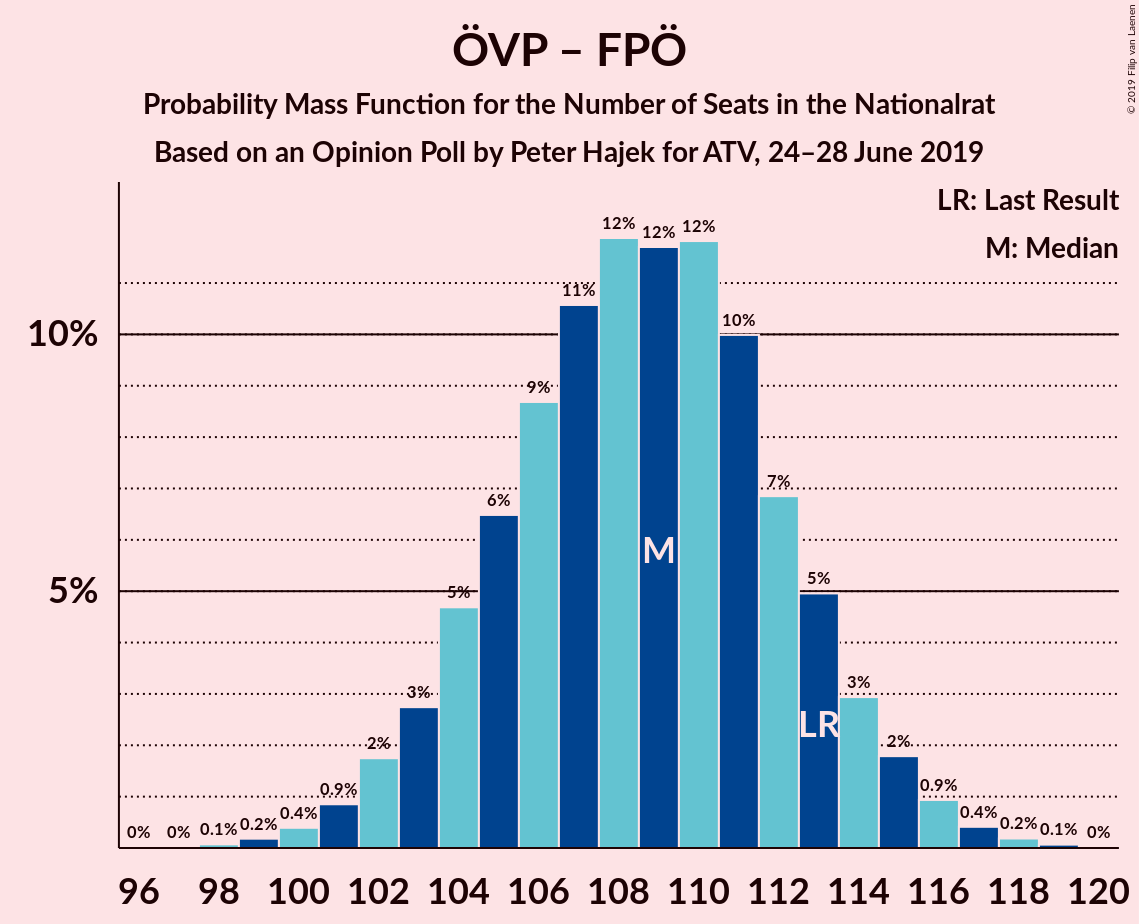 ÖVP – FPÖ
Probability Mass Function for the Number of Seats in the Nationalrat
Based on an Opinion Poll by Peter Hajek for ATV, 24–28 June 2019
© 2019 Filip van Laenen
LR: Last Result
M: Median
10%
5%
0% 0% 0.1% 0.2% 0.4% 0.9% 2% 3% 5% 6% 9% 11% 12% 12% 12% 10% 7% 5% 3% 2% 0.9% 0.4% 0.2% 0.1% 0%
M
LR
96 98 100 102 104 106 108 110 112 114 116 118 120